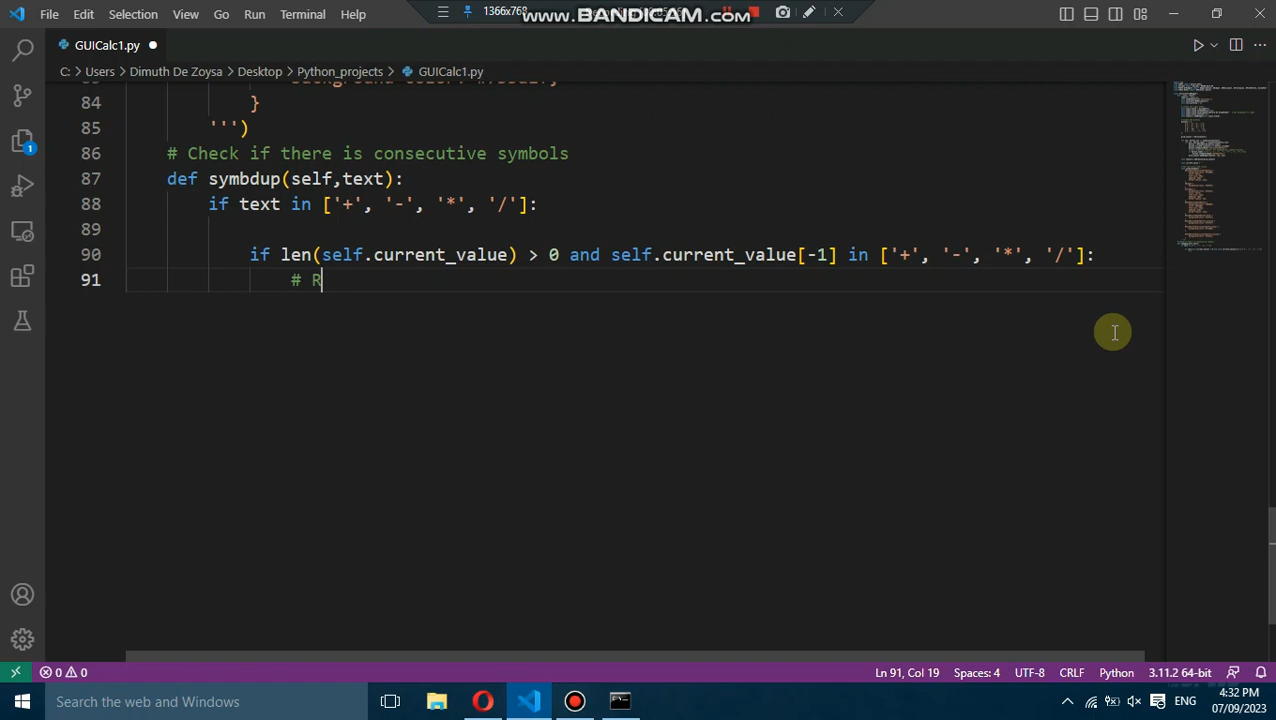 File Edit Selection View Go Run Terminal Help
1366x768
www.BANDICAM.com
GUICalc1.py
C: > Users > Dimuth De Zoysa > Desktop > Python_projects > GUICalc1.py
84 }
85 ''')
86 # Check if there is consecutive symbols
87 def symbdup(self,text):
88 if text in ['+', '-', '*', '/']:
89
90 if len(self.current_value) > 0 and self.current_value[-1] in ['+', '-', '*', '/']:
91 # R
1
0 0 Ln 91, Col 19 Spaces: 4 UTF-8 CRLF Python 3.11.2 64-bit
Search the web and Windows
ENG
4:32 PM
07/09/2023